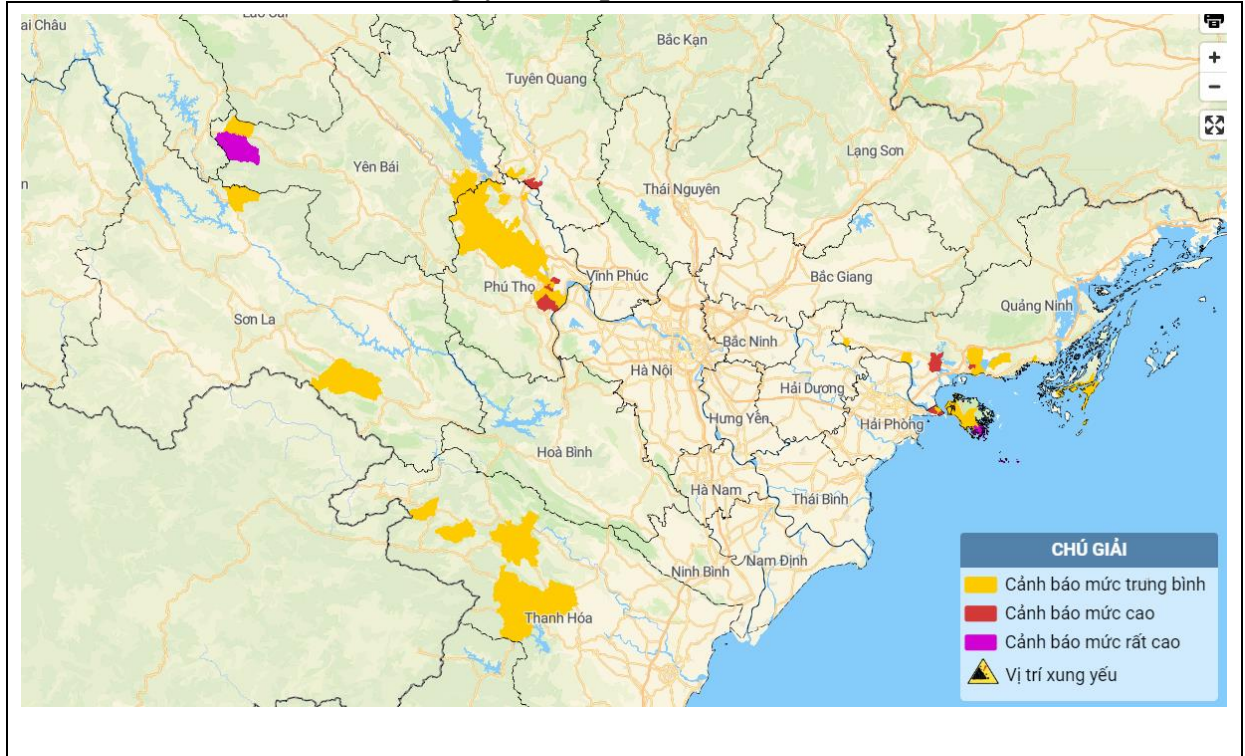 ai Châu
Bắc Kạn
Tuyên Quang
Lạng Sơn
Yên Bái
Thái Nguyên
Vĩnh Phúc
Bắc Giang
Phú Thọ
Quảng Ninh
Sơn La
Bắc Ninh
Hà Nội
Hải Dương
Hưng Yên
Hải Phòng
Hoà Bình
Hà Nam
Thái Bình
Nam Định
Ninh Bình
Thanh Hóa
CHÚ GIẢI
Cảnh báo mức trung bình
Cảnh báo mức cao
Cảnh báo mức rất cao
Vị trí xung yếu